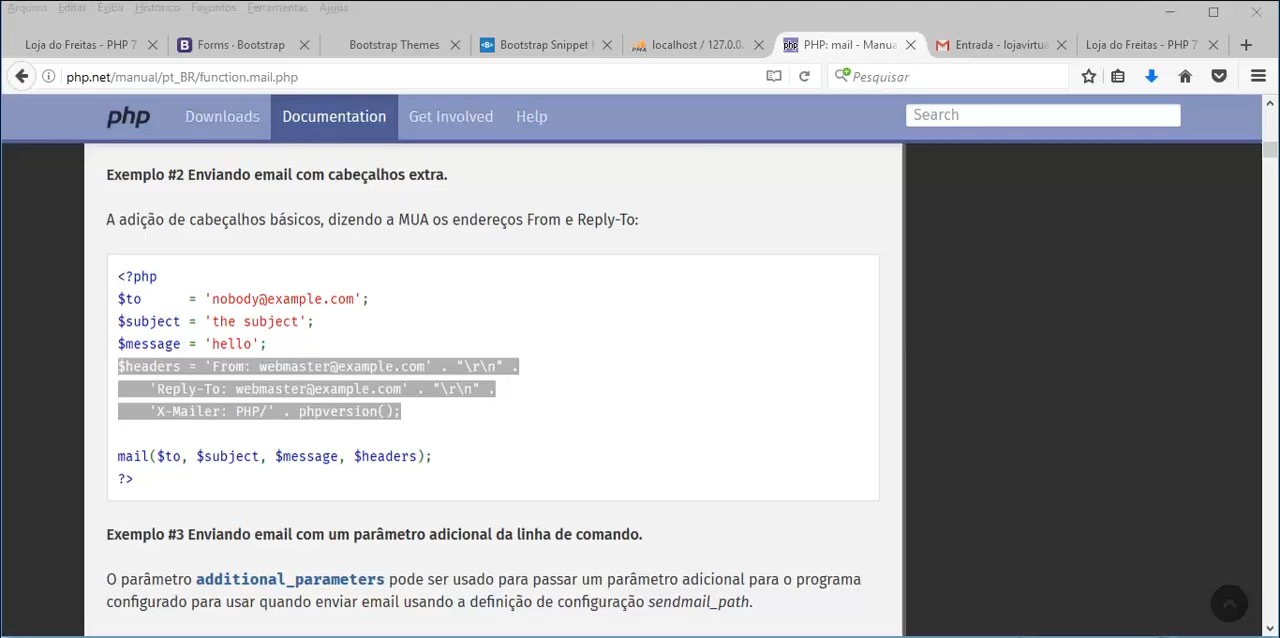 Arquivo Editar Exibir Histórico Favoritos Ferramentas Ajuda
Loja do Freitas - PHP 7 B Forms · Bootstrap Bootstrap Themes Bootstrap Snippet PMA localhost / 127.0.0. php PHP: mail - Manua Entrada - lojavirtua Loja do Freitas - PHP 7
php.net/manual/pt_BR/function.mail.php Pesquisar
php Downloads Documentation Get Involved Help Search
Exemplo #2 Enviando email com cabeçalhos extra.
A adição de cabeçalhos básicos, dizendo a MUA os endereços From e Reply-To:
<?php
$to      = 'nobody@example.com';
$subject = 'the subject';
$message = 'hello';
$headers = 'From: webmaster@example.com' . "\r\n" .
    'Reply-To: webmaster@example.com' . "\r\n" .
    'X-Mailer: PHP/' . phpversion();
mail($to, $subject, $message, $headers);
?>
Exemplo #3 Enviando email com um parâmetro adicional da linha de comando.
O parâmetro additional_parameters pode ser usado para passar um parâmetro adicional para o programa
configurado para usar quando enviar email usando a definição de configuração sendmail_path.